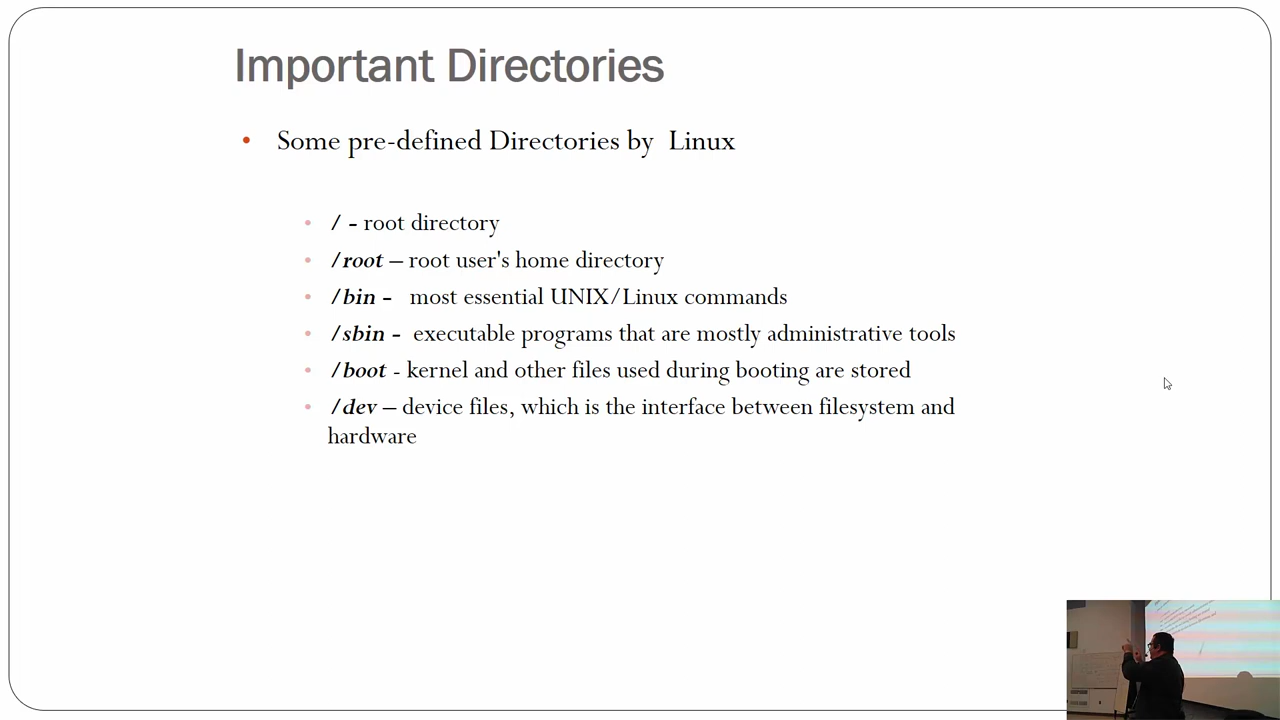 Important Directories
• Some pre-defined Directories by Linux
• / - root directory
• /root – root user's home directory
• /bin - most essential UNIX/Linux commands
• /sbin - executable programs that are mostly administrative tools
• /boot - kernel and other files used during booting are stored
• /dev – device files, which is the interface between filesystem and
hardware